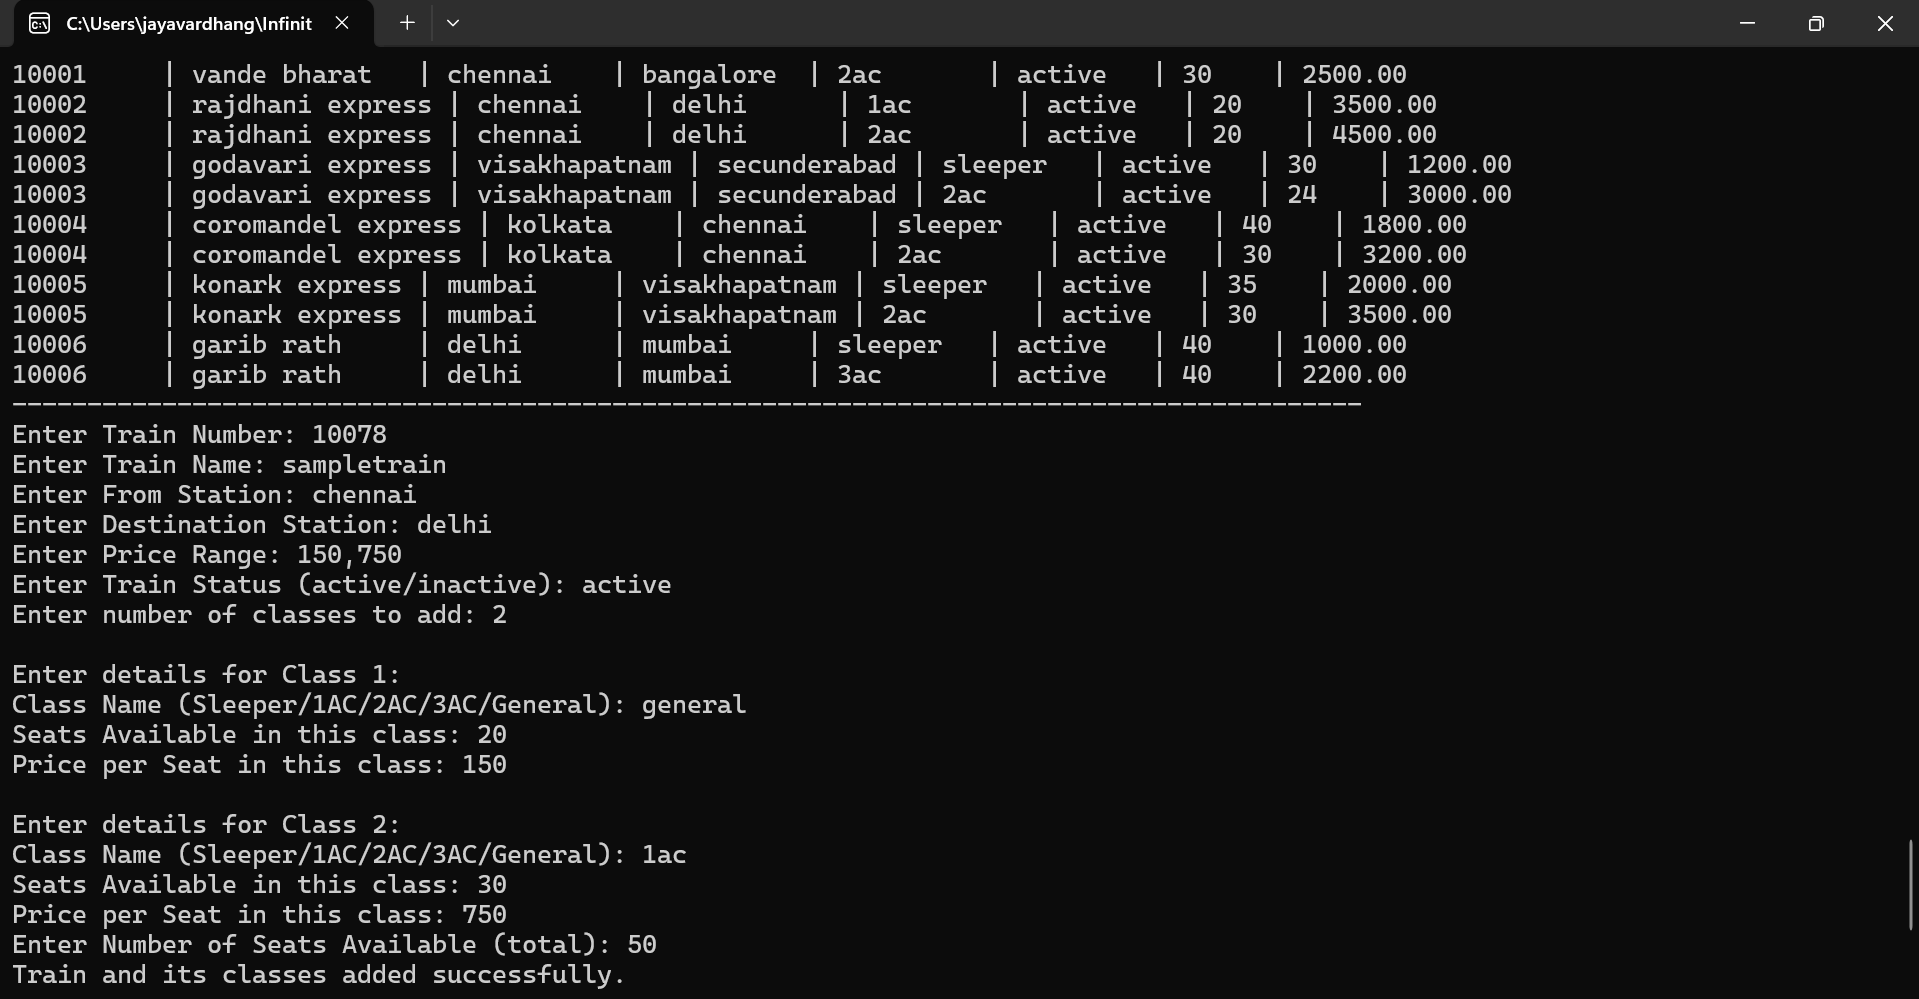 C:\Users\jayavardhang\Infinit
10001     | vande bharat   | chennai    | bangalore  | 2ac       | active   | 30    | 2500.00
10002     | rajdhani express | chennai    | delhi      | 1ac       | active   | 20    | 3500.00
10002     | rajdhani express | chennai    | delhi      | 2ac       | active   | 20    | 4500.00
10003     | godavari express | visakhapatnam | secunderabad | sleeper   | active   | 30    | 1200.00
10003     | godavari express | visakhapatnam | secunderabad | 2ac       | active   | 24    | 3000.00
10004     | coromandel express | kolkata    | chennai    | sleeper   | active   | 40    | 1800.00
10004     | coromandel express | kolkata    | chennai    | 2ac       | active   | 30    | 3200.00
10005     | konark express | mumbai     | visakhapatnam | sleeper   | active   | 35    | 2000.00
10005     | konark express | mumbai     | visakhapatnam | 2ac       | active   | 30    | 3500.00
10006     | garib rath     | delhi      | mumbai     | sleeper   | active   | 40    | 1000.00
10006     | garib rath     | delhi      | mumbai     | 3ac       | active   | 40    | 2200.00
------------------------------------------------------------------------------------------
Enter Train Number: 10078
Enter Train Name: sampletrain
Enter From Station: chennai
Enter Destination Station: delhi
Enter Price Range: 150,750
Enter Train Status (active/inactive): active
Enter number of classes to add: 2
Enter details for Class 1:
Class Name (Sleeper/1AC/2AC/3AC/General): general
Seats Available in this class: 20
Price per Seat in this class: 150
Enter details for Class 2:
Class Name (Sleeper/1AC/2AC/3AC/General): 1ac
Seats Available in this class: 30
Price per Seat in this class: 750
Enter Number of Seats Available (total): 50
Train and its classes added successfully.